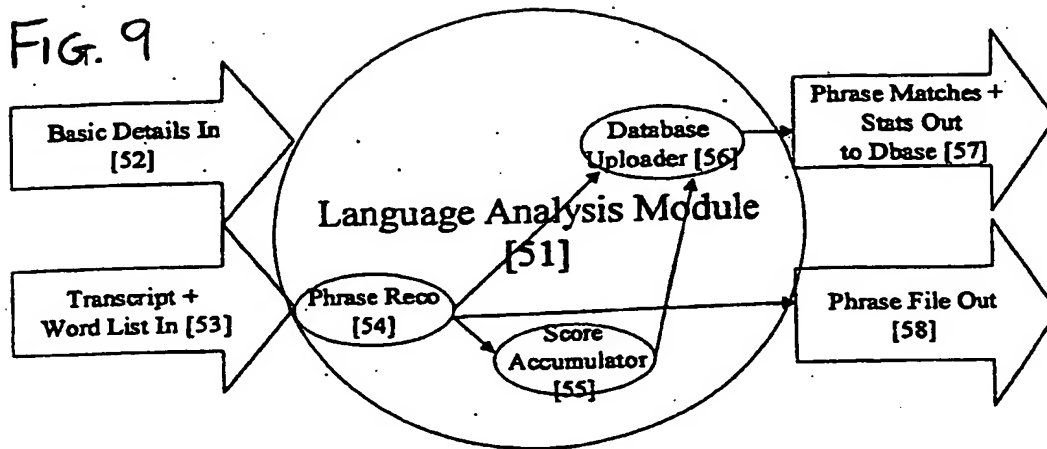 FIG. 9
Basic Details In
[52]
Transcript +
Word List In [53]
Language Analysis Module
[51]
Phrase Reco
[54]
Score
Accumulator
[55]
Database
Uploader [56]
Phrase Matches +
Stats Out
to Dbase [57]
Phrase File Out
[58]